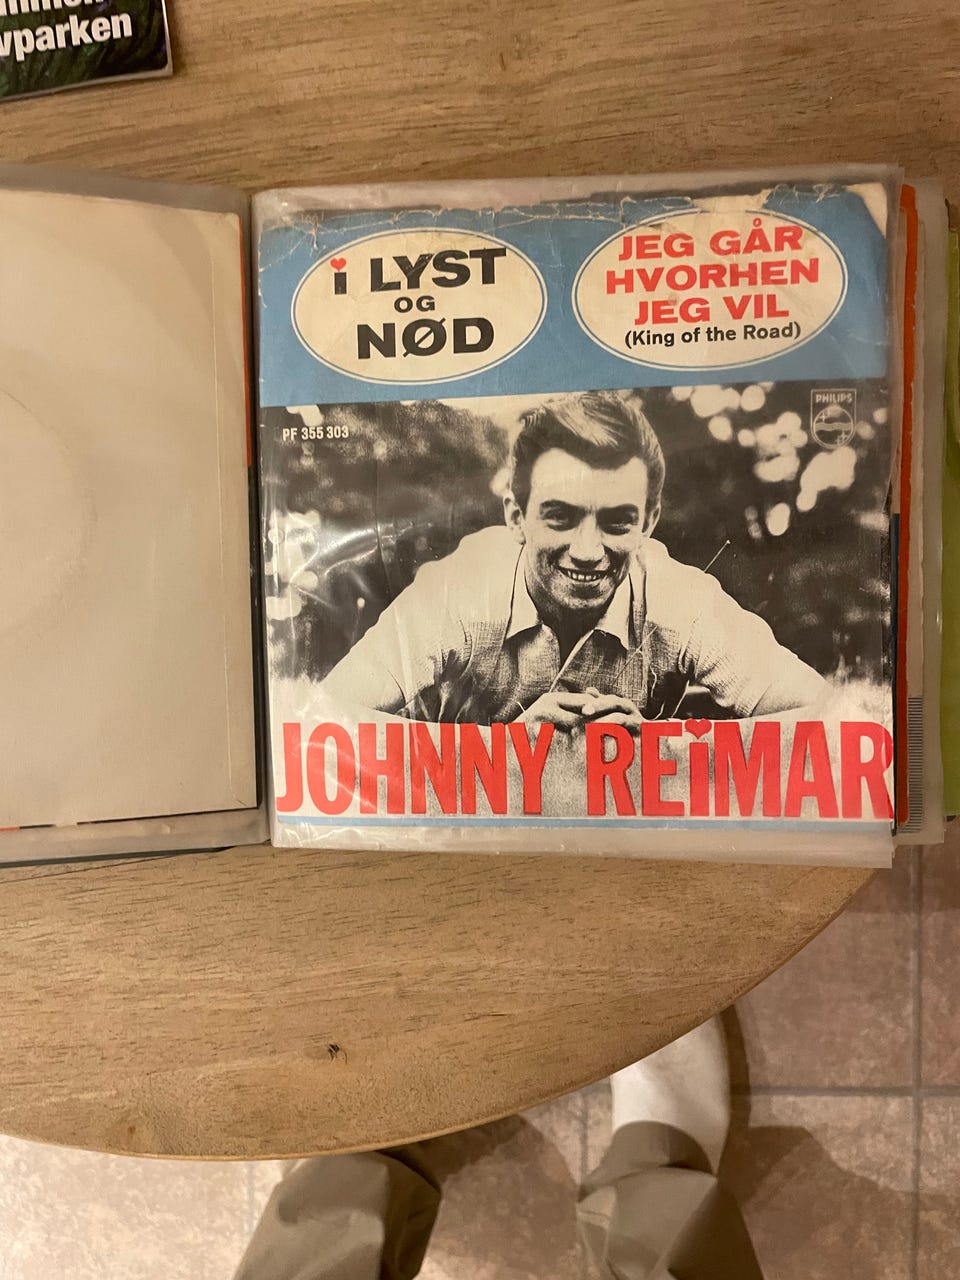 vparken
i LYST
OG
NØD
JEG GÅR
HVORHEN
JEG VIL
(King of the Road)
PHILIPS
PF 355 303
JOHNNY REiMAR